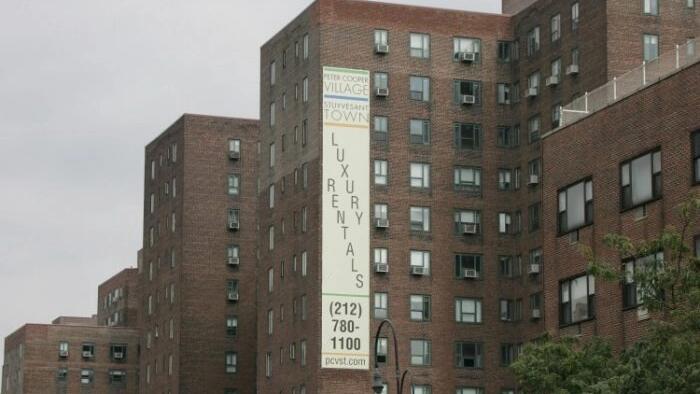 PETER COOPER
VILLAGE
STUYVESANT
TOWN
LUXURY
RENTALS
(212)
780-
1100
pcvst.com